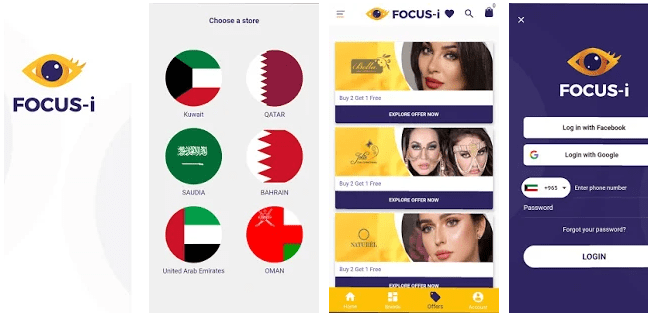 FOCUS-i
Choose a store
Kuwait
QATAR
SAUDIA
BAHRAIN
United Arab Emirates
OMAN
FOCUS-i
0
Bella
Buy 2 Get 1 Free
EXPLORE OFFER NOW
Buy 2 Get 1 Free
EXPLORE OFFER NOW
NATUREL
Buy 2 Get 1 Free
EXPLORE OFFER NOW
Home
Brands
Offers
Account
FOCUS-i
Log in with Facebook
Login with Google
+965
Enter phone number
Password
Forgot your password?
LOGIN